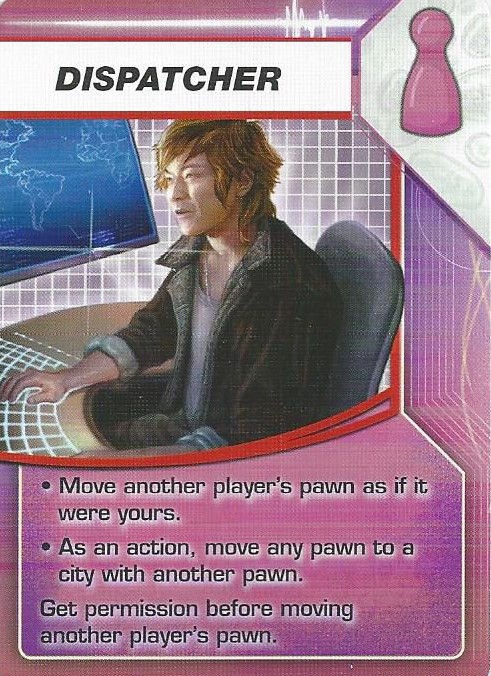 DISPATCHER
• Move another player's pawn as if it
were yours.
• As an action, move any pawn to a
city with another pawn.
Get permission before moving
another player's pawn.